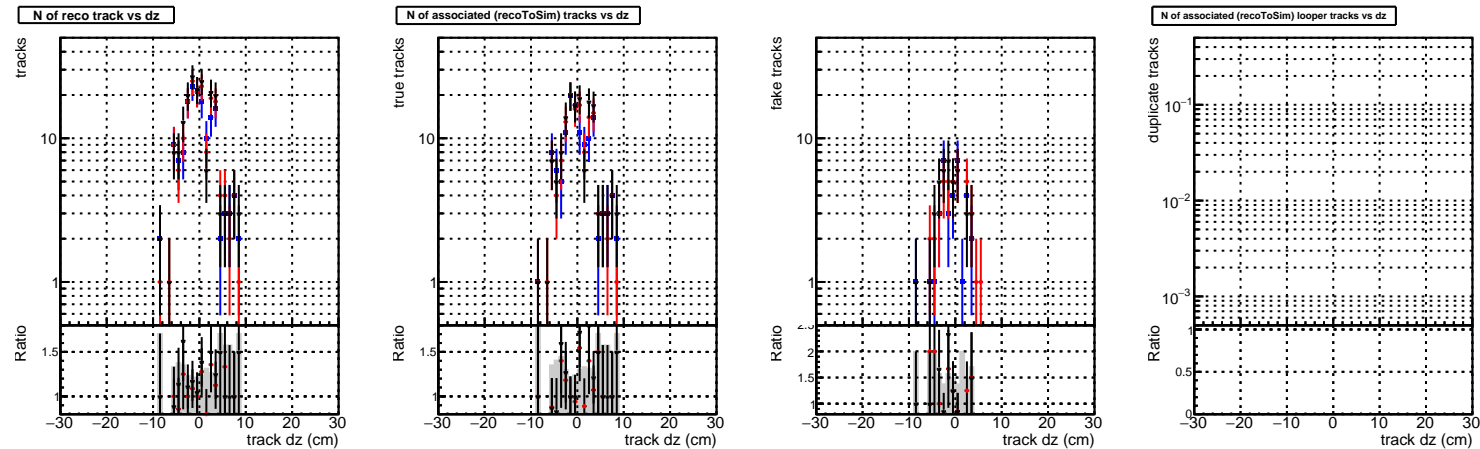 N of reco track vs dz
tracks
10
1
Ratio
1.5
1
−30 −20 −10 0 10 20 30
track dz (cm)
N of associated (recoToSim) tracks vs dz
true tracks
10
1
Ratio
1.5
1
−30 −20 −10 0 10 20 30
track dz (cm)
fake tracks
10
1
Ratio
2.5
2
1.5
1
−30 −20 −10 0 10 20 30
track dz (cm)
N of associated (recoToSim) looper tracks vs dz
duplicate tracks
10−1
10−2
10−3
Ratio
1
0.5
0
−30 −20 −10 0 10 20 30
track dz (cm)